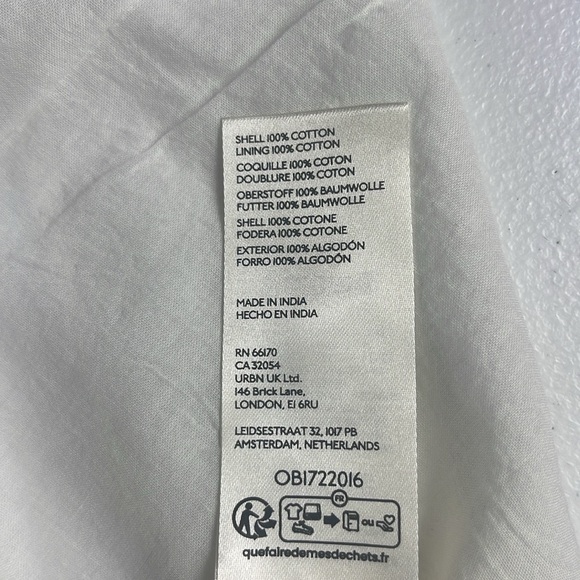 SHELL 100% COTTON
LINING 100% COTTON
COQUILLE 100% COTON
DOUBLURE 100% COTON
OBERSTOFF 100% BAUMWOLLE
FUTTER 100% BAUMWOLLE
SHELL 100% COTONE
FODERA 100% COTONE
EXTERIOR 100% ALGODÓN
FORRO 100% ALGODÓN
MADE IN INDIA
HECHO EN INDIA
RN 66170
CA 32054
URBN UK Ltd.
146 Brick Lane,
LONDON, E1 6RU
LEIDSESTRAAT 32, 1017 PB
AMSTERDAM, NETHERLANDS
OB1722016
FR
OU
quefairedemesdechets.fr